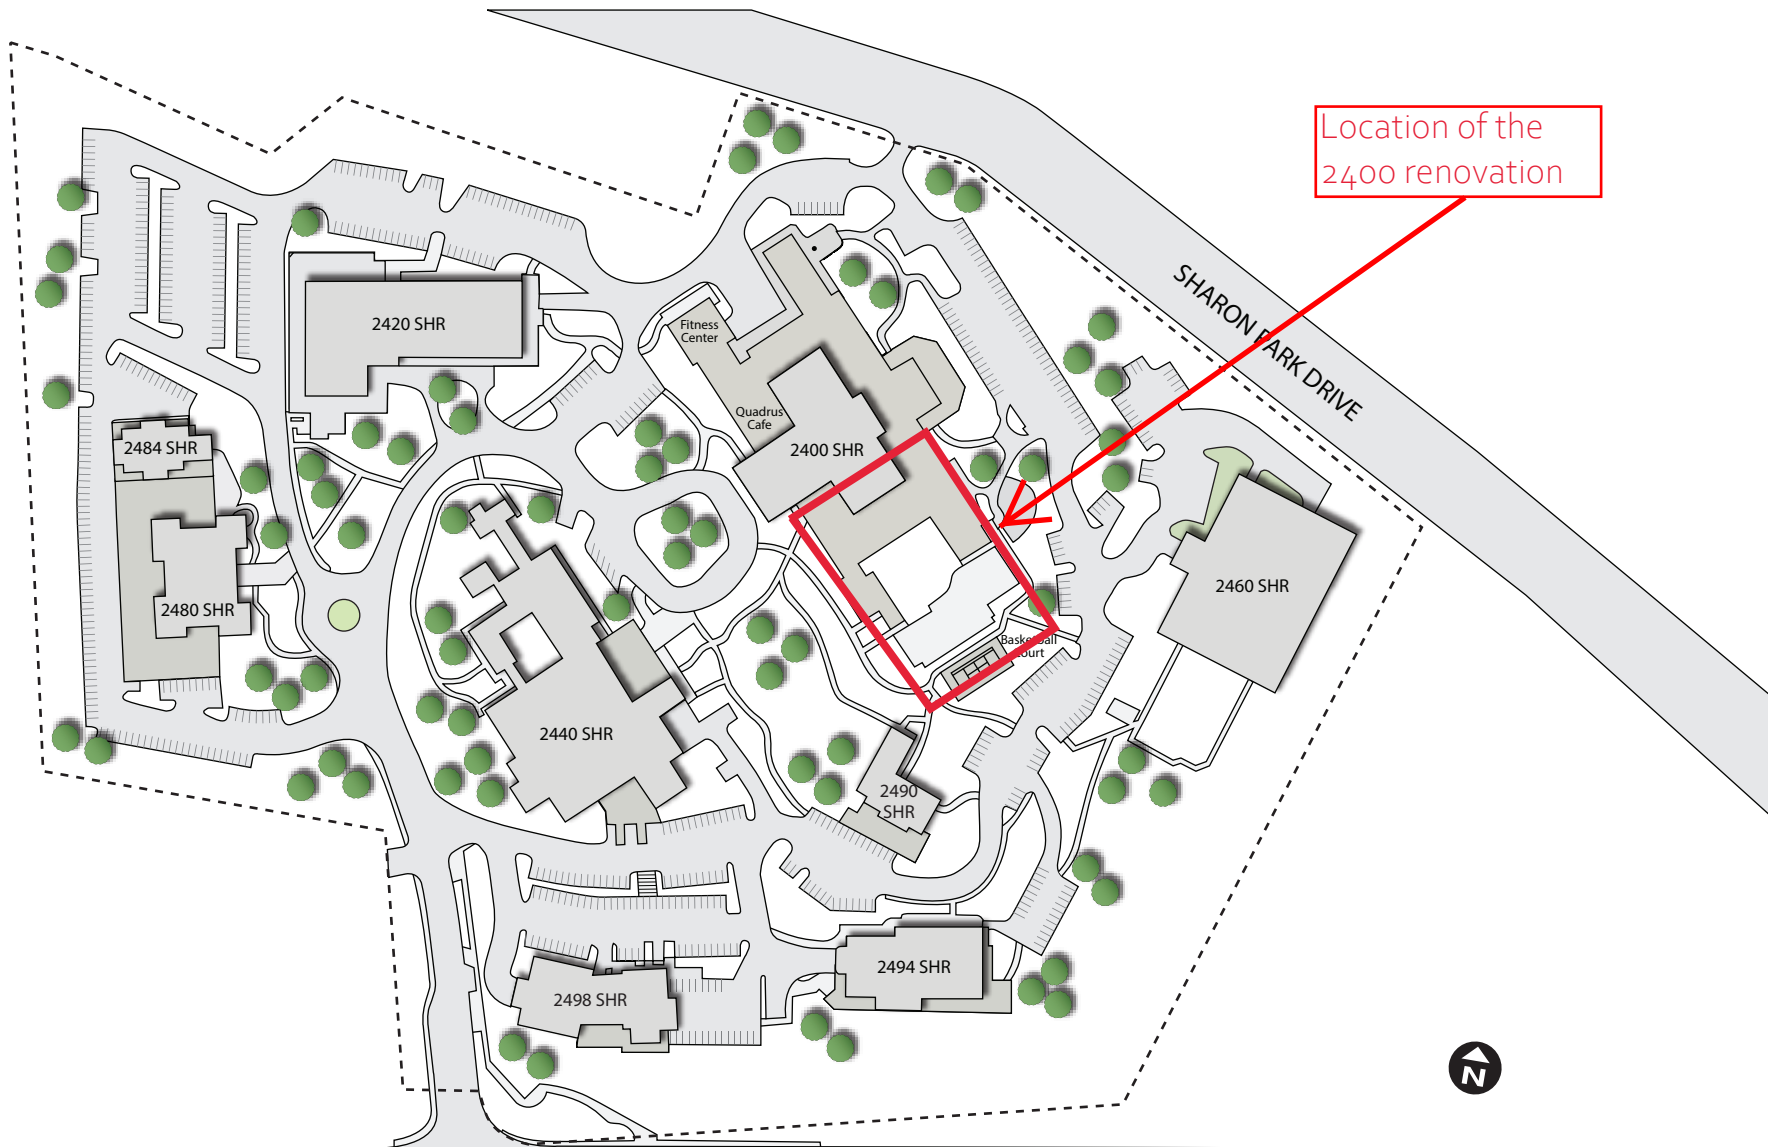 Location of the
2400 renovation
SHARON PARK DRIVE
2420 SHR
Fitness
Center
Quadrus
Cafe
2400 SHR
2484 SHR
2480 SHR
2460 SHR
Basketball
Court
2440 SHR
2490
SHR
2494 SHR
2498 SHR
N